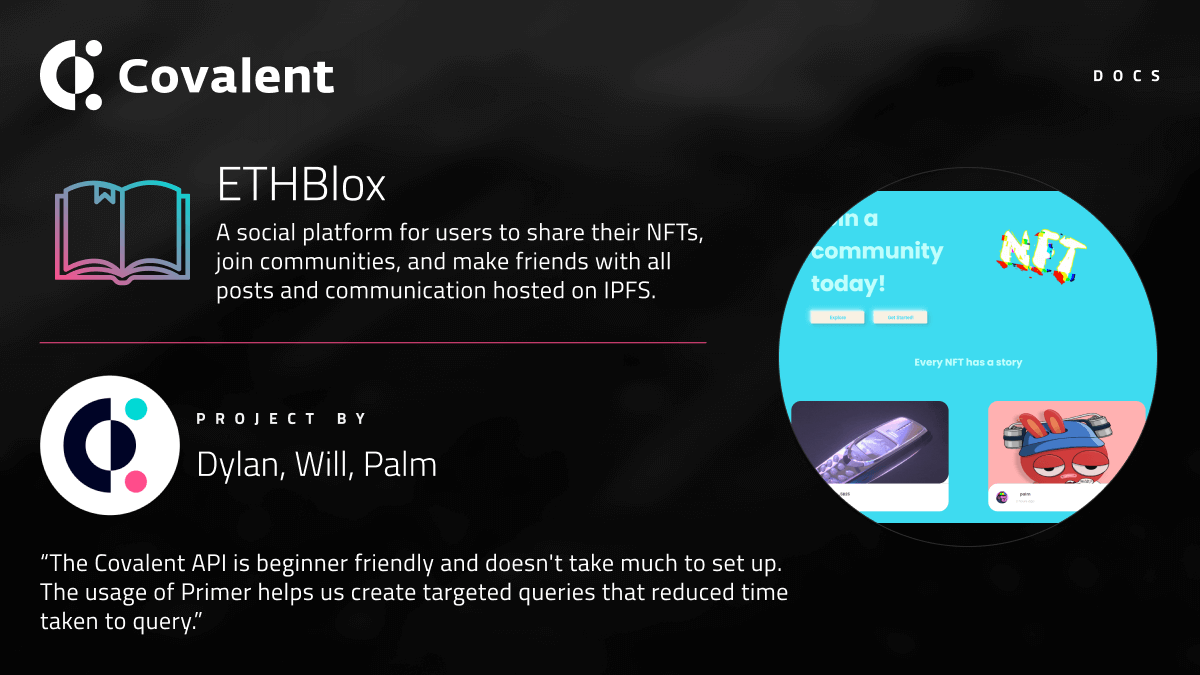 Covalent
DOCS
ETHBlox
A social platform for users to share their NFTs,
join communities, and make friends with all
posts and communication hosted on IPFS.
PROJECT BY
Dylan, Will, Palm
“The Covalent API is beginner friendly and doesn't take much to set up.
The usage of Primer helps us create targeted queries that reduced time
taken to query.”
in a
community
today!
NFT
Explore
Get Started!
Every NFT has a story
palm